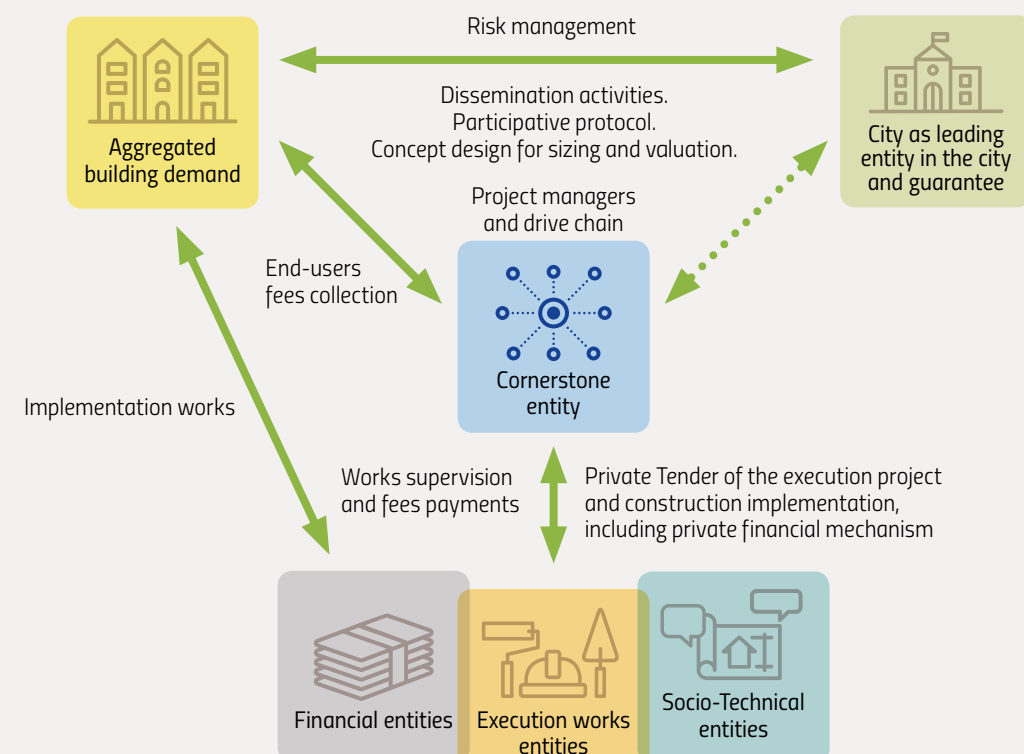 Risk management
Aggregated
building demand
Dissemination activities.
Participative protocol.
Concept design for sizing and valuation.
City as leading
entity in the city
and guarantee
Project managers
and drive chain
End-users
fees collection
Cornerstone
entity
Implementation works
Works supervision
and fees payments
Private Tender of the execution project
and construction implementation,
including private financial mechanism
Financial entities
Execution works
entities
Socio-Technical
entities